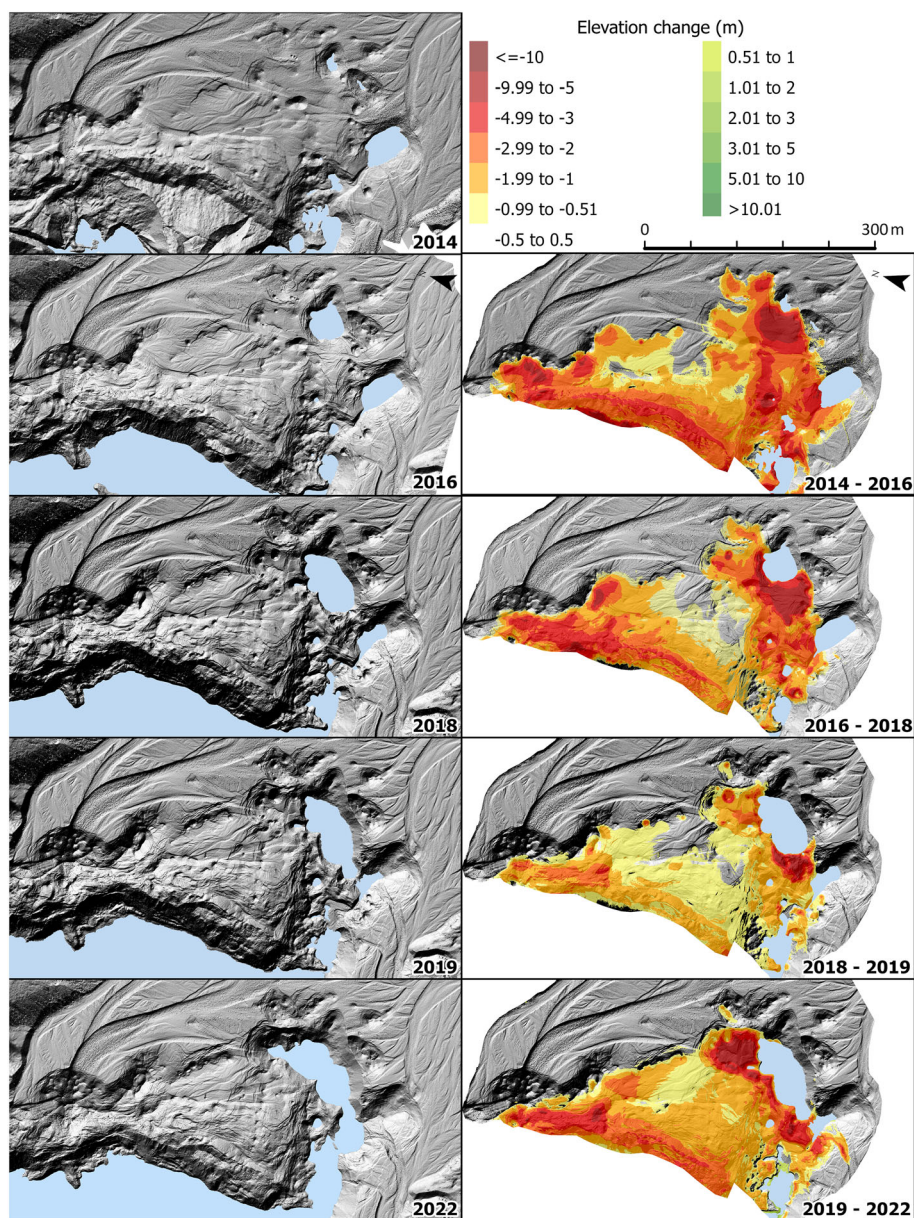 Elevation change (m)
<=-10
-9.99 to -5
-4.99 to -3
-2.99 to -2
-1.99 to -1
-0.99 to -0.51
-0.5 to 0.5
0.51 to 1
1.01 to 2
2.01 to 3
3.01 to 5
5.01 to 10
>10.01
0 300 m
2014
N
N
2016
2014 - 2016
2018
2016 - 2018
2019
2018 - 2019
2022
2019 - 2022